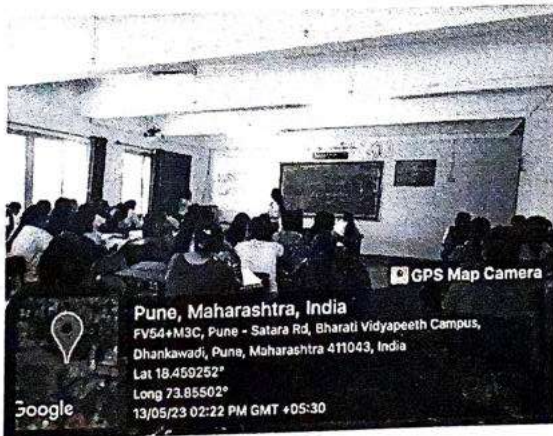 GPS Map Camera
Pune, Maharashtra, India
FV54+M3C, Pune - Satara Rd, Bharati Vidyapeeth Campus,
Dhankawadi, Pune, Maharashtra 411043, India
Lat 18.459252°
Long 73.85502°
13/05/23 02:22 PM GMT +05:30
Google